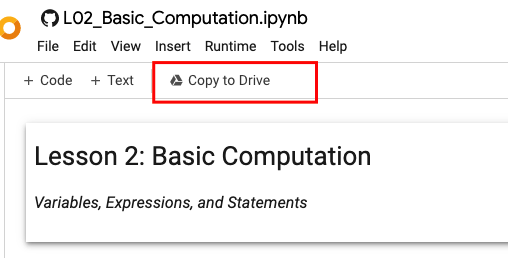 L02_Basic_Computation.ipynb
File Edit View Insert Runtime Tools Help
+ Code + Text Copy to Drive
Lesson 2: Basic Computation
Variables, Expressions, and Statements